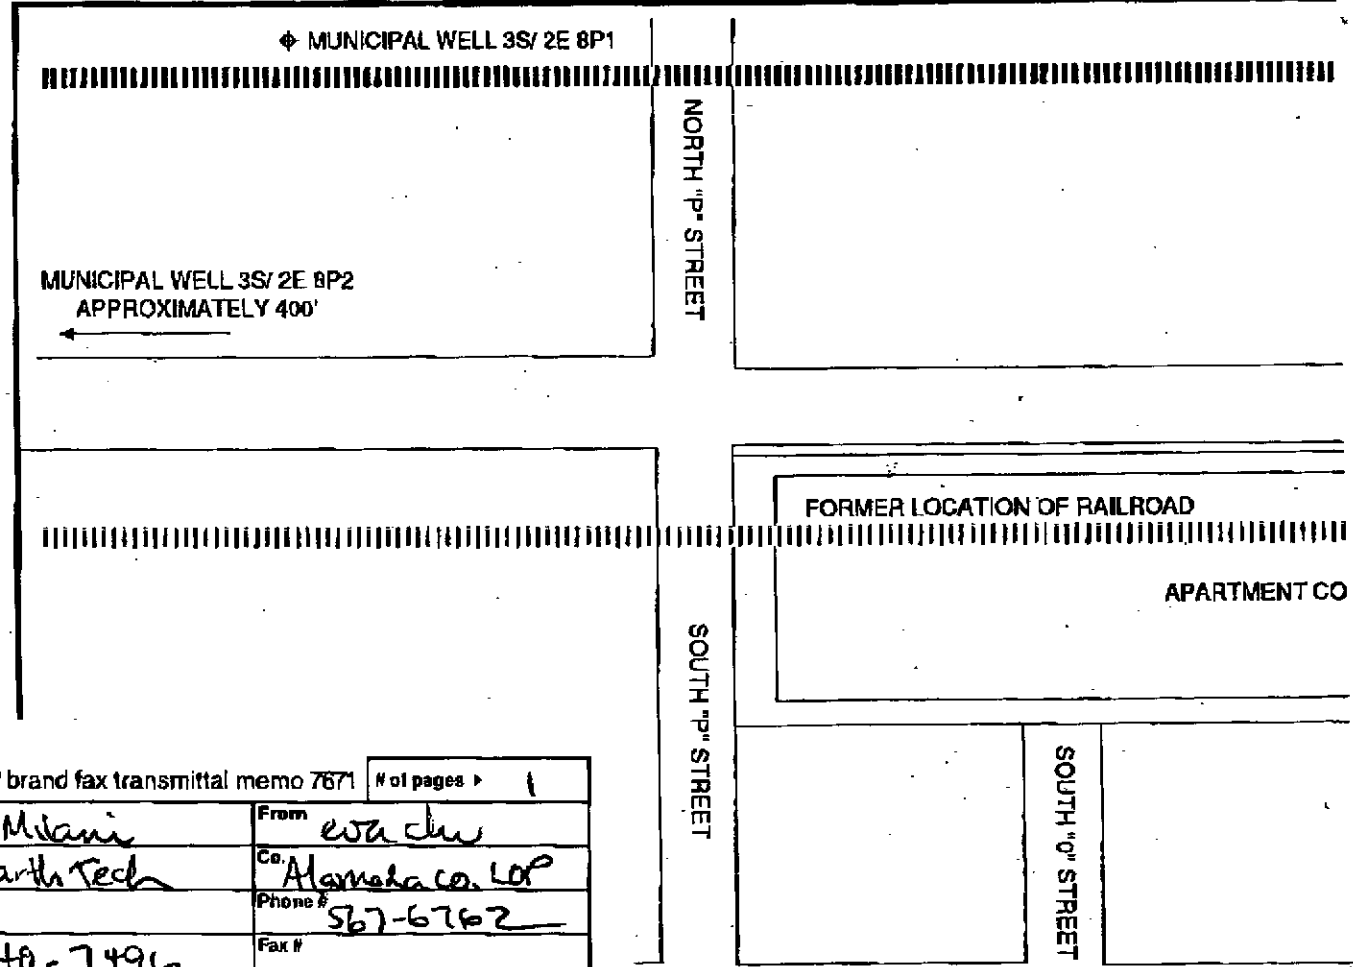 MUNICIPAL WELL 3S/ 2E 8P1
NORTH "P" STREET
MUNICIPAL WELL 3S/ 2E 8P2
APPROXIMATELY 400'
FORMER LOCATION OF RAILROAD
APARTMENT CO
SOUTH "P" STREET
SOUTH "O" STREET
brand fax transmittal memo 7671 # of pages ▸ 1
Milani From eva chu
arth Tech Co. Alameda Co. LOP
Phone # 567-6762
-7496 Fax #